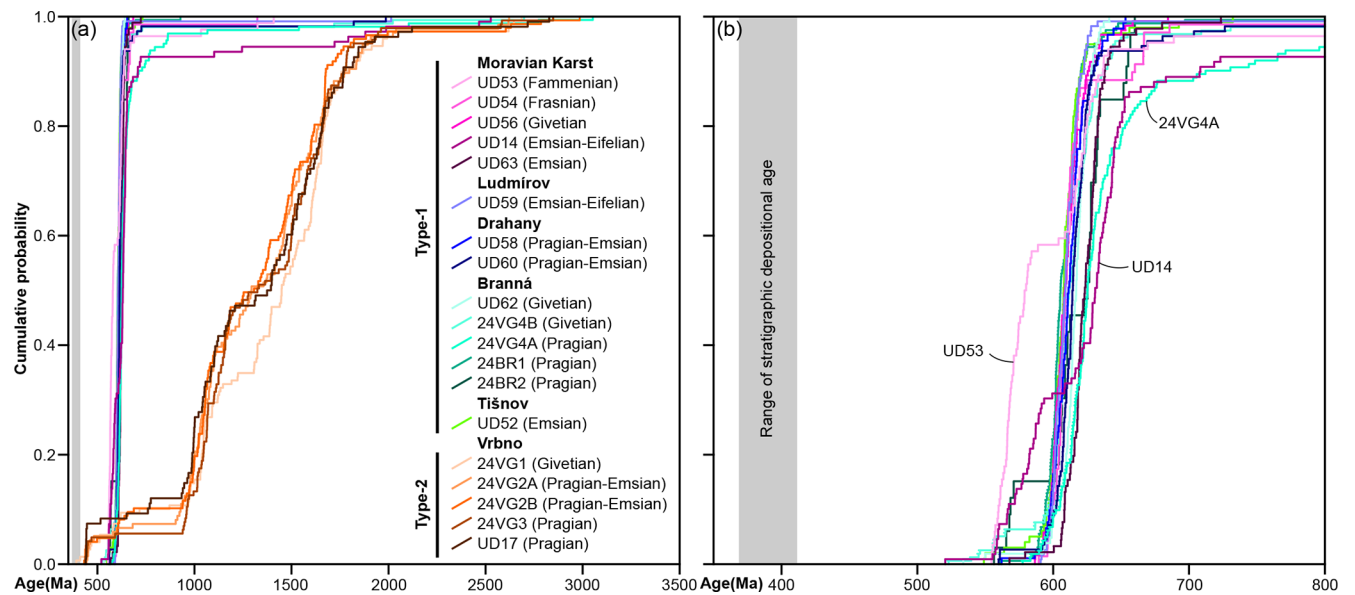 (a)
1.0
0.8
0.6
0.4
0.2
0.0
Cumulative probability
Age(Ma)
500
1000
1500
2000
2500
3000
3500
Type-1
Moravian Karst
UD53 (Fammenian)
UD54 (Frasnian)
UD56 (Givetian
UD14 (Emsian-Eifelian)
UD63 (Emsian)
Ludmírov
UD59 (Emsian-Eifelian)
Drahany
UD58 (Pragian-Emsian)
UD60 (Pragian-Emsian)
Branná
UD62 (Givetian)
24VG4B (Givetian)
24VG4A (Pragian)
24BR1 (Pragian)
24BR2 (Pragian)
Tišnov
UD52 (Emsian)
Type-2
Vrbno
24VG1 (Givetian)
24VG2A (Pragian-Emsian)
24VG2B (Pragian-Emsian)
24VG3 (Pragian)
UD17 (Pragian)
(b)
Range of stratigraphic depositional age
24VG4A
UD14
UD53
Age(Ma)
400
500
600
700
800